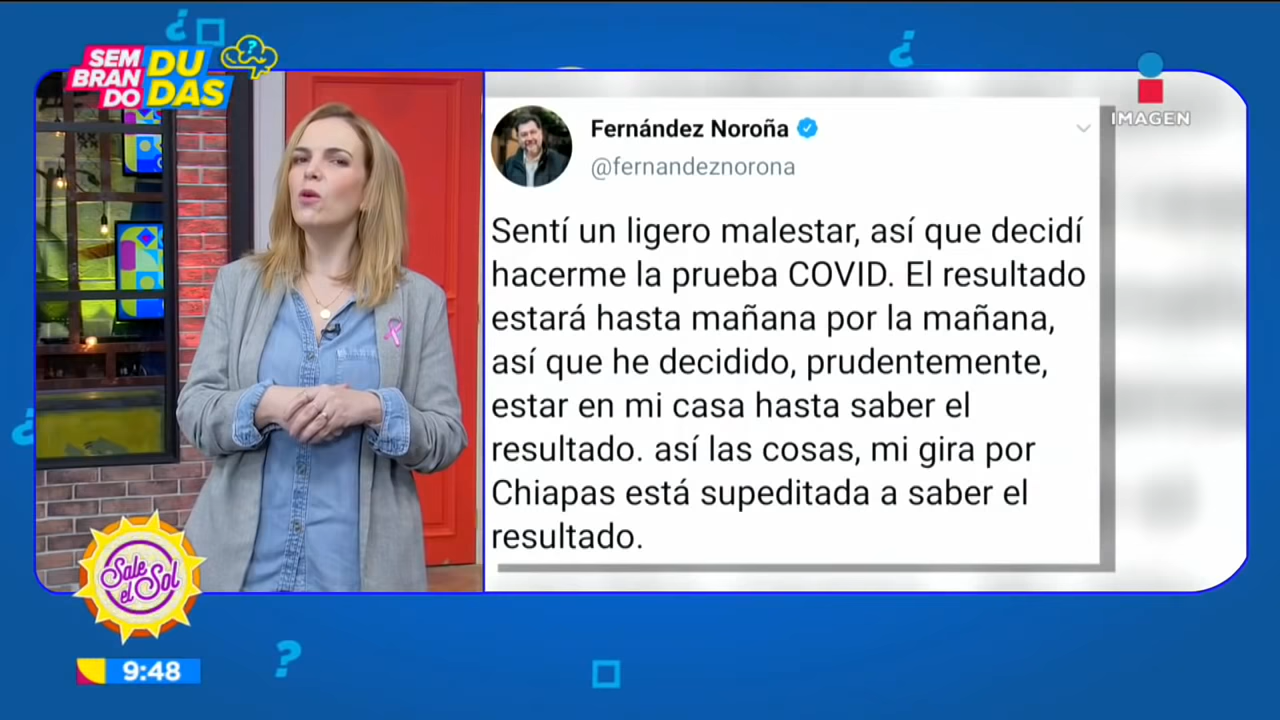 SEM
BRAN
DO
DU
DAS
?
IMAGEN
Fernández Noroña
@fernandeznorona
Sentí un ligero malestar, así que decidí
hacerme la prueba COVID. El resultado
estará hasta mañana por la mañana,
así que he decidido, prudentemente,
estar en mi casa hasta saber el
resultado. así las cosas, mi gira por
Chiapas está supeditada a saber el
resultado.
Sale
el Sol
9:48